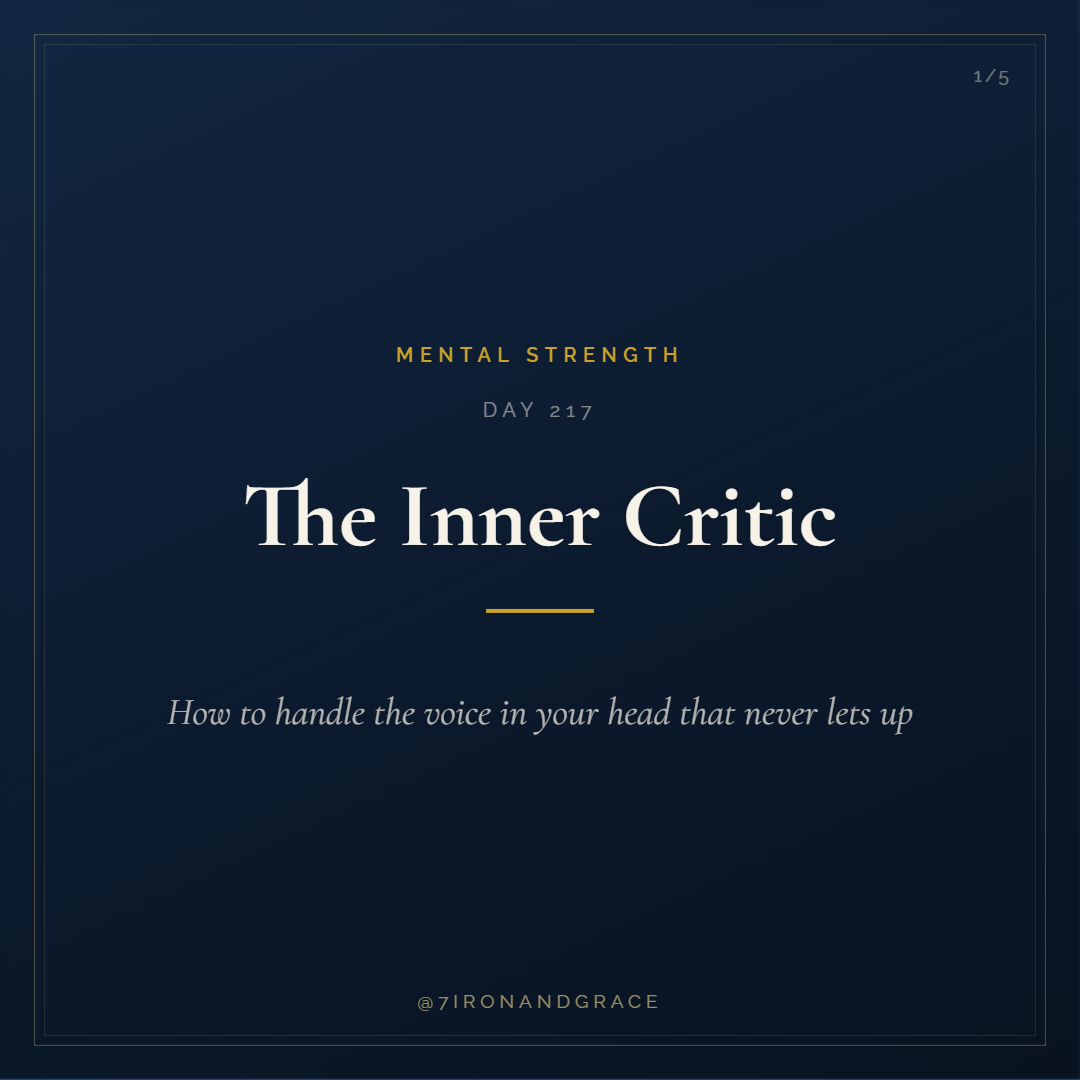 1/5
MENTAL STRENGTH
DAY 217
The Inner Critic
How to handle the voice in your head that never lets up
@7IRONANDGRACE